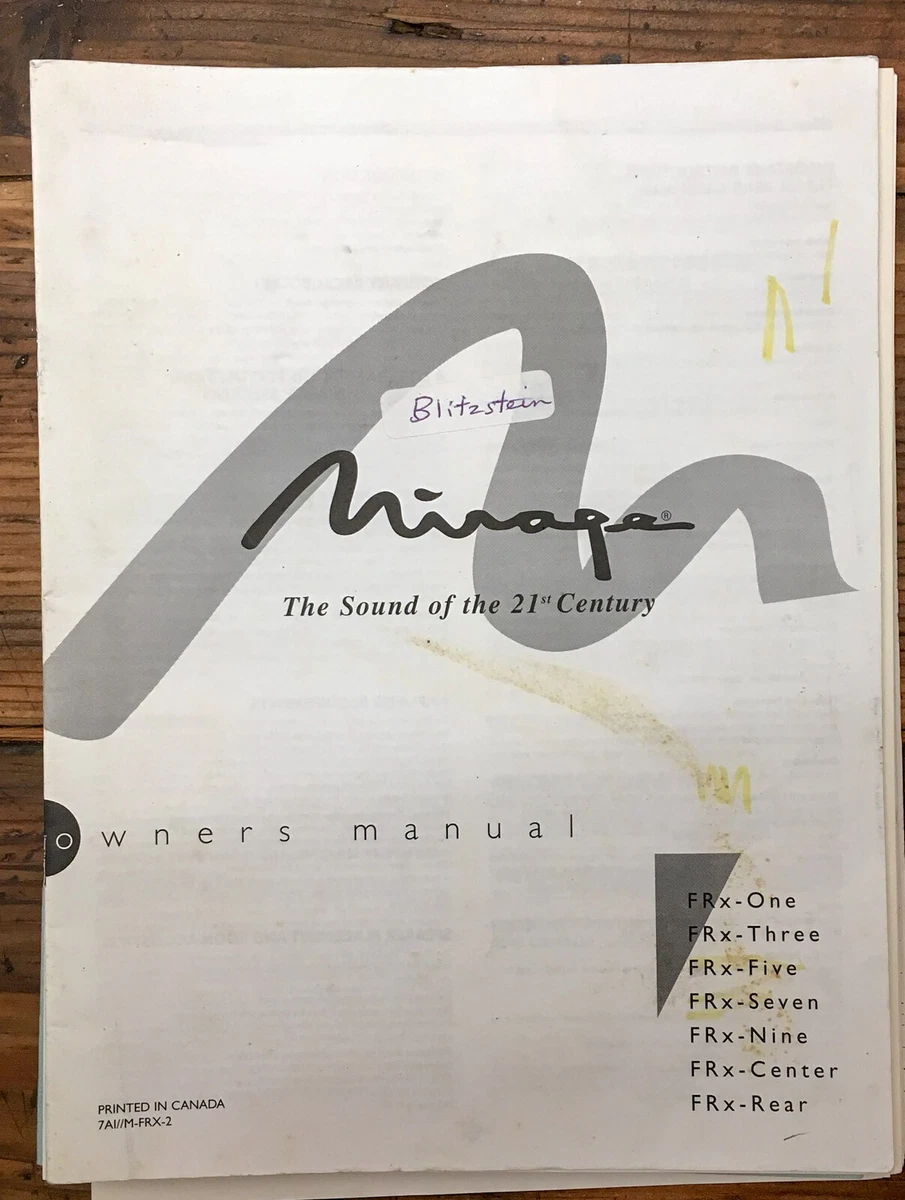 Blitzstein
Mirage®
The Sound of the 21st Century
owners manual
FRx-One
FRx-Three
FRx-Five
FRx-Seven
FRx-Nine
FRx-Center
FRx-Rear
PRINTED IN CANADA
7AI//M-FRX-2